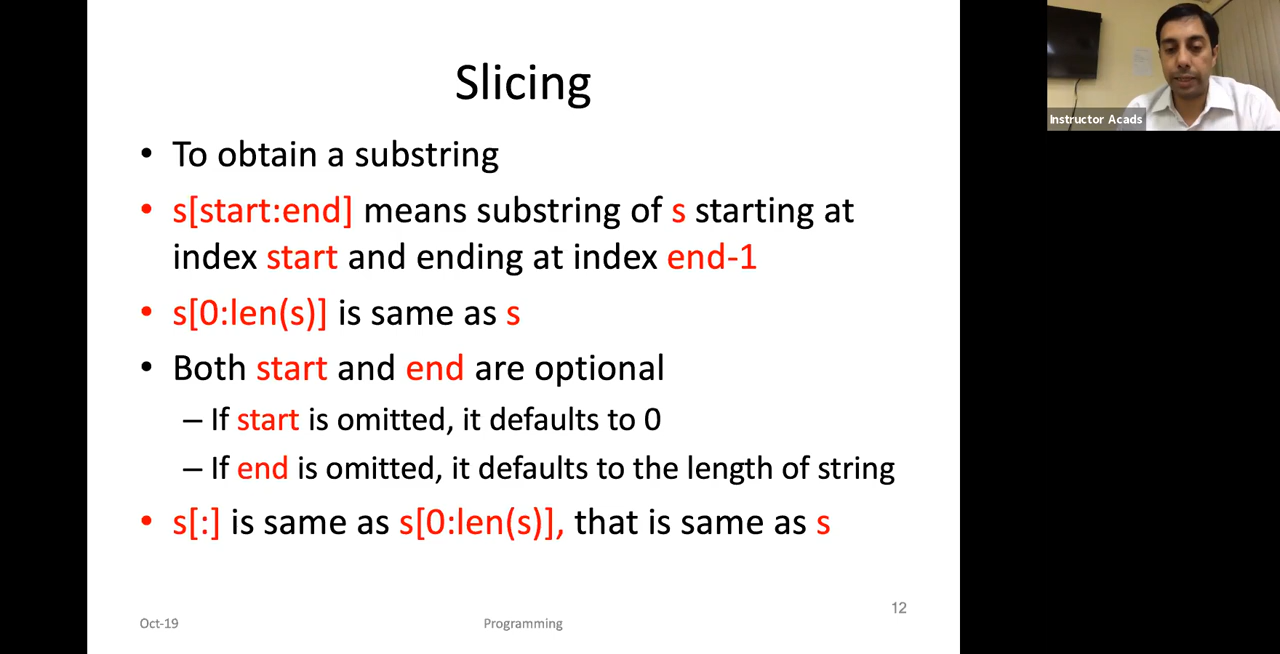 Slicing
• To obtain a substring
• s[start:end] means substring of s starting at
index start and ending at index end-1
• s[0:len(s)] is same as s
• Both start and end are optional
– If start is omitted, it defaults to 0
– If end is omitted, it defaults to the length of string
• s[:] is same as s[0:len(s)], that is same as s
Oct-19
Programming
12
Instructor Acads